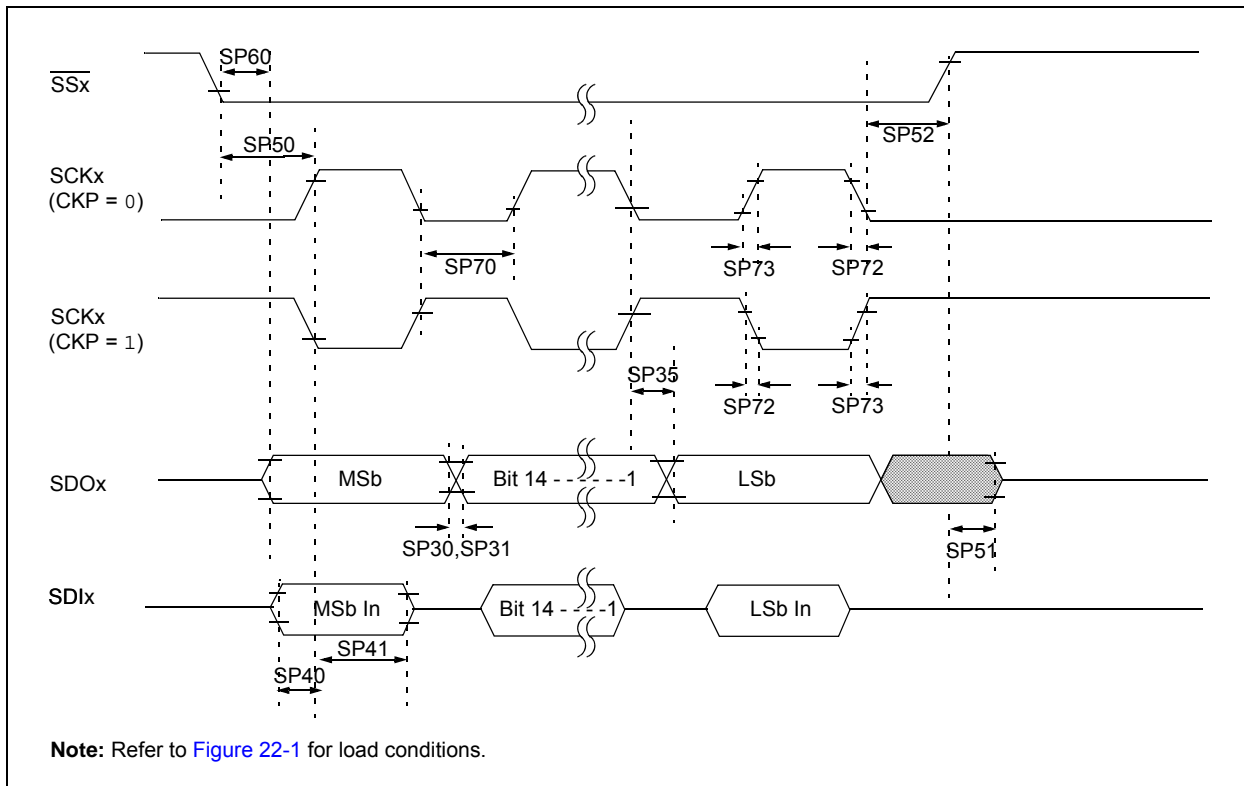 SP60
SSx
SP50
SP52
SCKx
(CKP = 0)
SP70
SP73
SP72
SCKx
(CKP = 1)
SP35
SP72
SP73
SDOx
MSb
Bit 14 - - - - - -1
LSb
SP30,SP31
SP51
SDIx
MSb In
Bit 14 - - - -1
LSb In
SP41
SP40
Note: Refer to Figure 22-1 for load conditions.